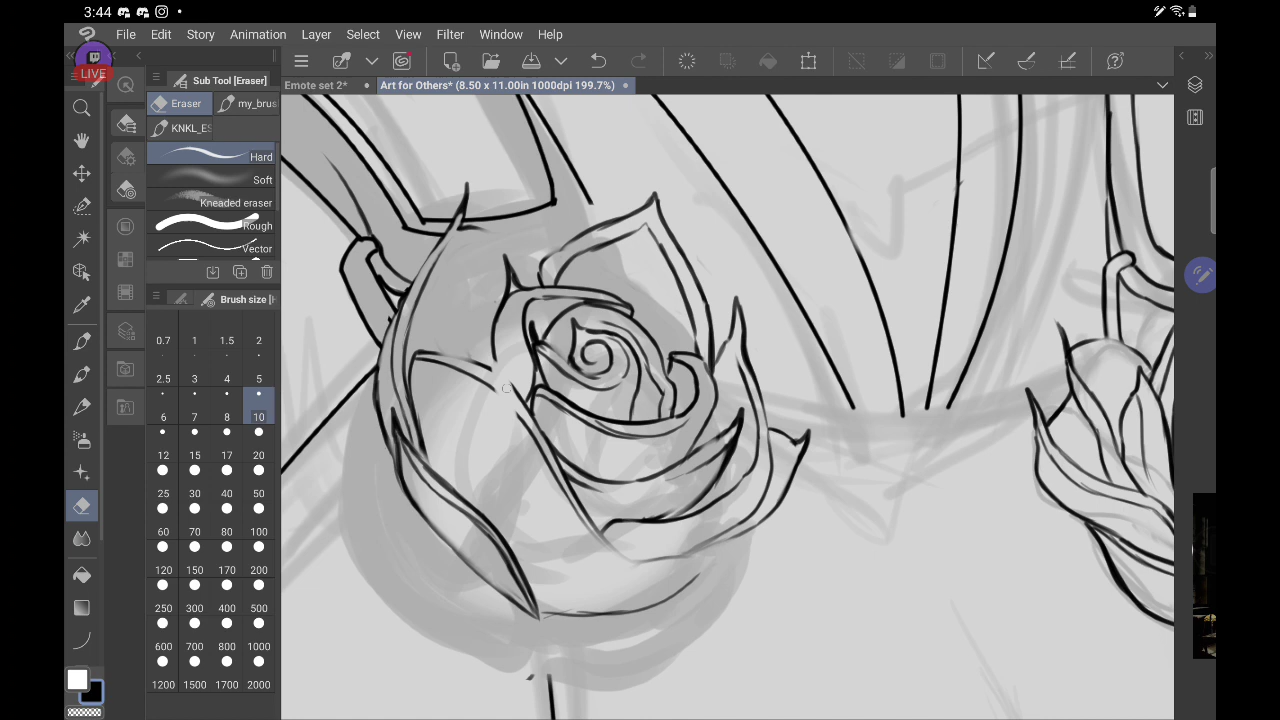 3:44
File Edit Story Animation Layer Select View Filter Window Help
LIVE
Sub Tool [Eraser]
Emote set 2* Art for Others* (8.50 x 11.00in 1000dpi 199.7%)
Eraser my_brus
KNKL_ES
Hard
Soft
Kneaded eraser
Rough
Vector
Brush size [H
0.7 1 1.5 2
2.5 3 4 5
6 7 8 10
12 15 17 20
25 30 40 50
60 70 80 100
120 150 170 200
250 300 400 500
600 700 800 1000
1200 1500 1700 2000